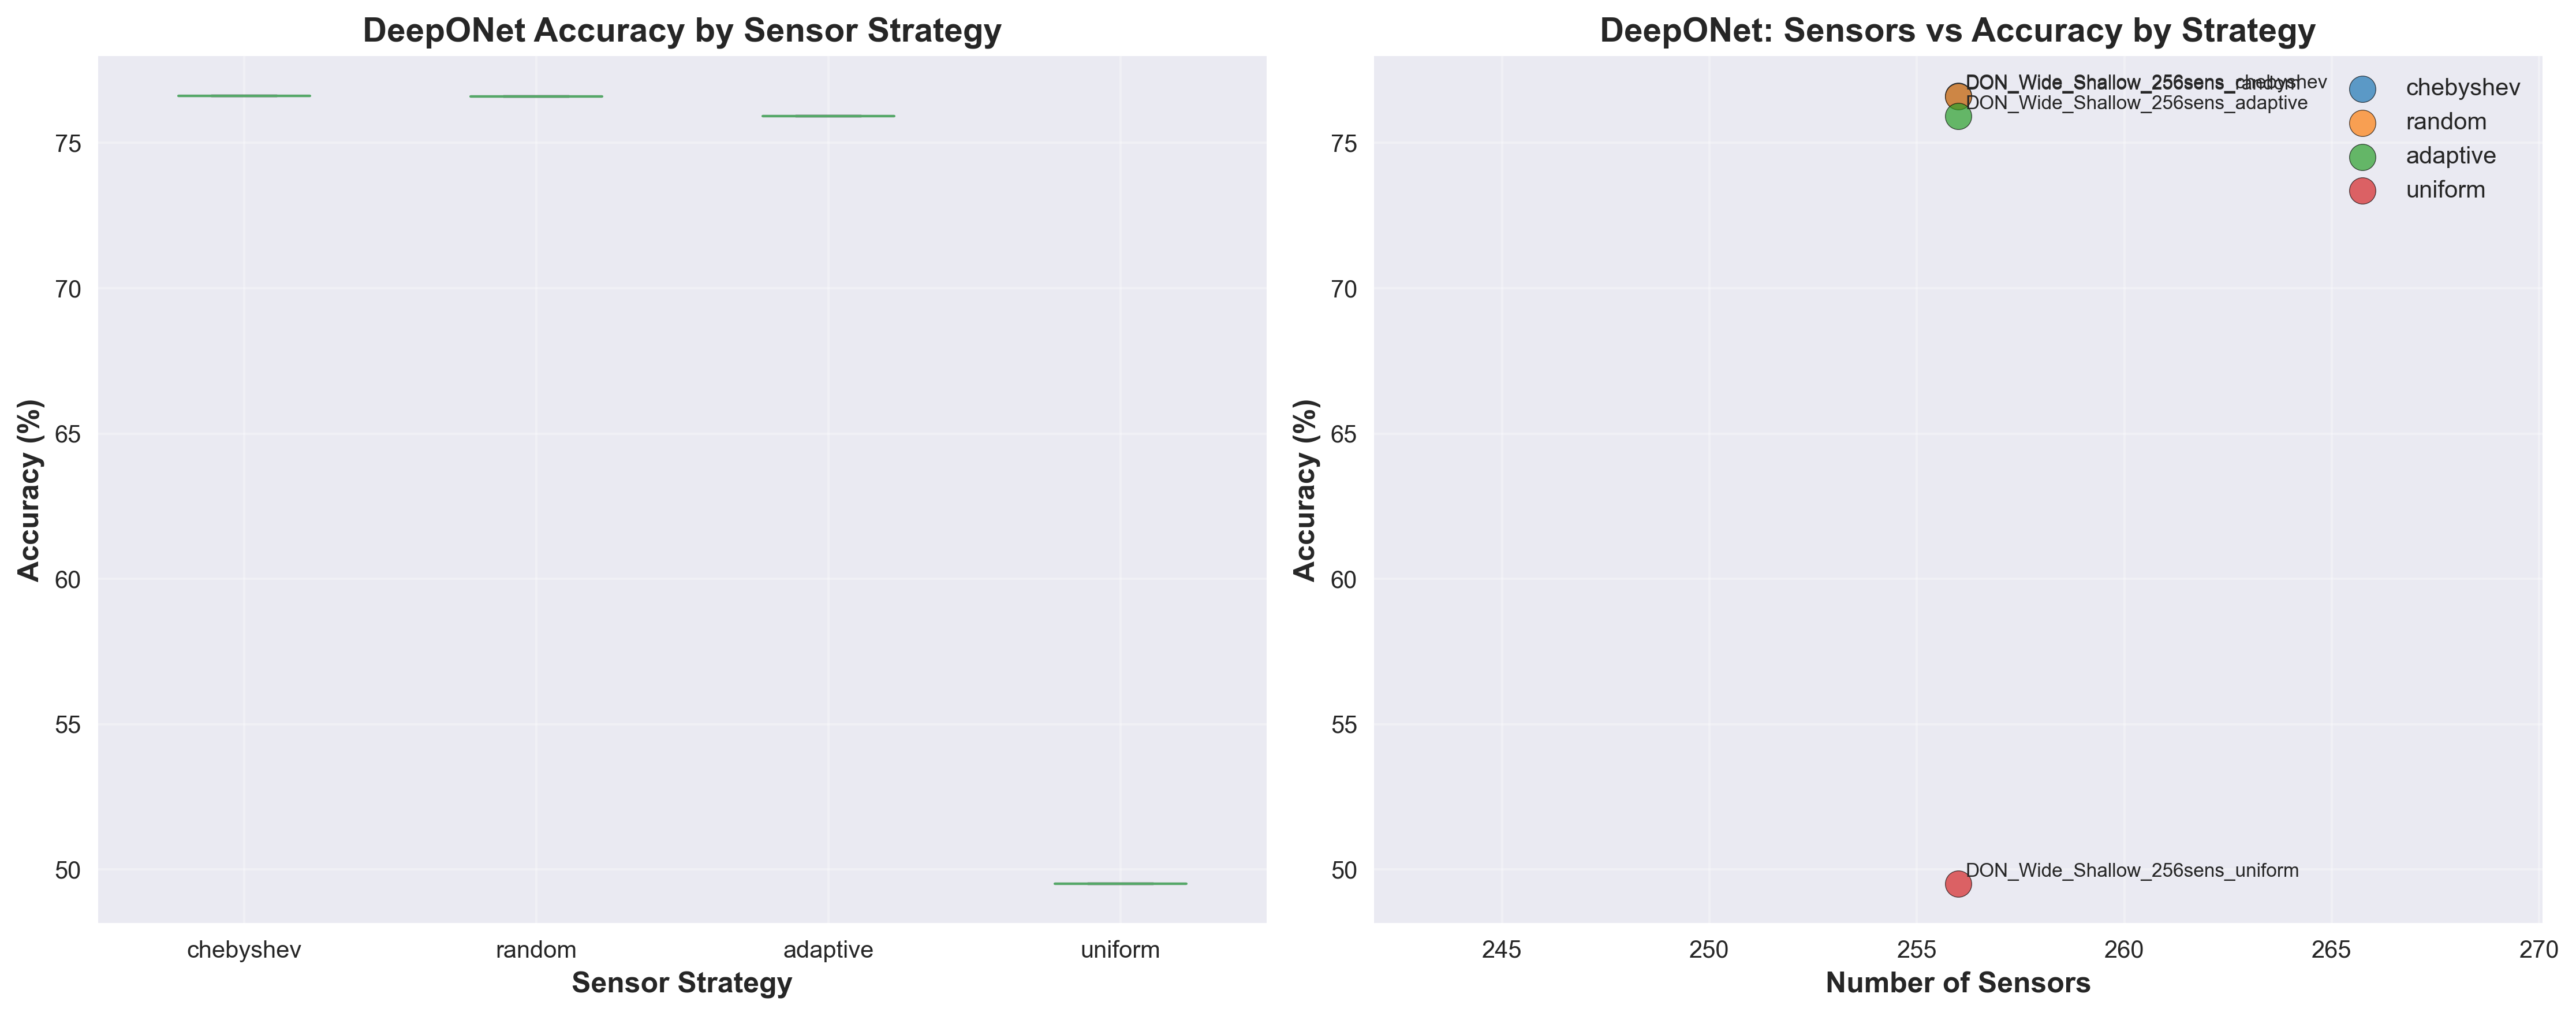 DeepONet Accuracy by Sensor Strategy
Accuracy (%)
75
70
65
60
55
50
chebyshev
random
adaptive
uniform
Sensor Strategy
DeepONet: Sensors vs Accuracy by Strategy
Accuracy (%)
75
70
65
60
55
50
DON_Wide_Shallow_256sens_chebyshev
DON_Wide_Shallow_256sens_random
DON_Wide_Shallow_256sens_adaptive
DON_Wide_Shallow_256sens_uniform
chebyshev
random
adaptive
uniform
245
250
255
260
265
270
Number of Sensors